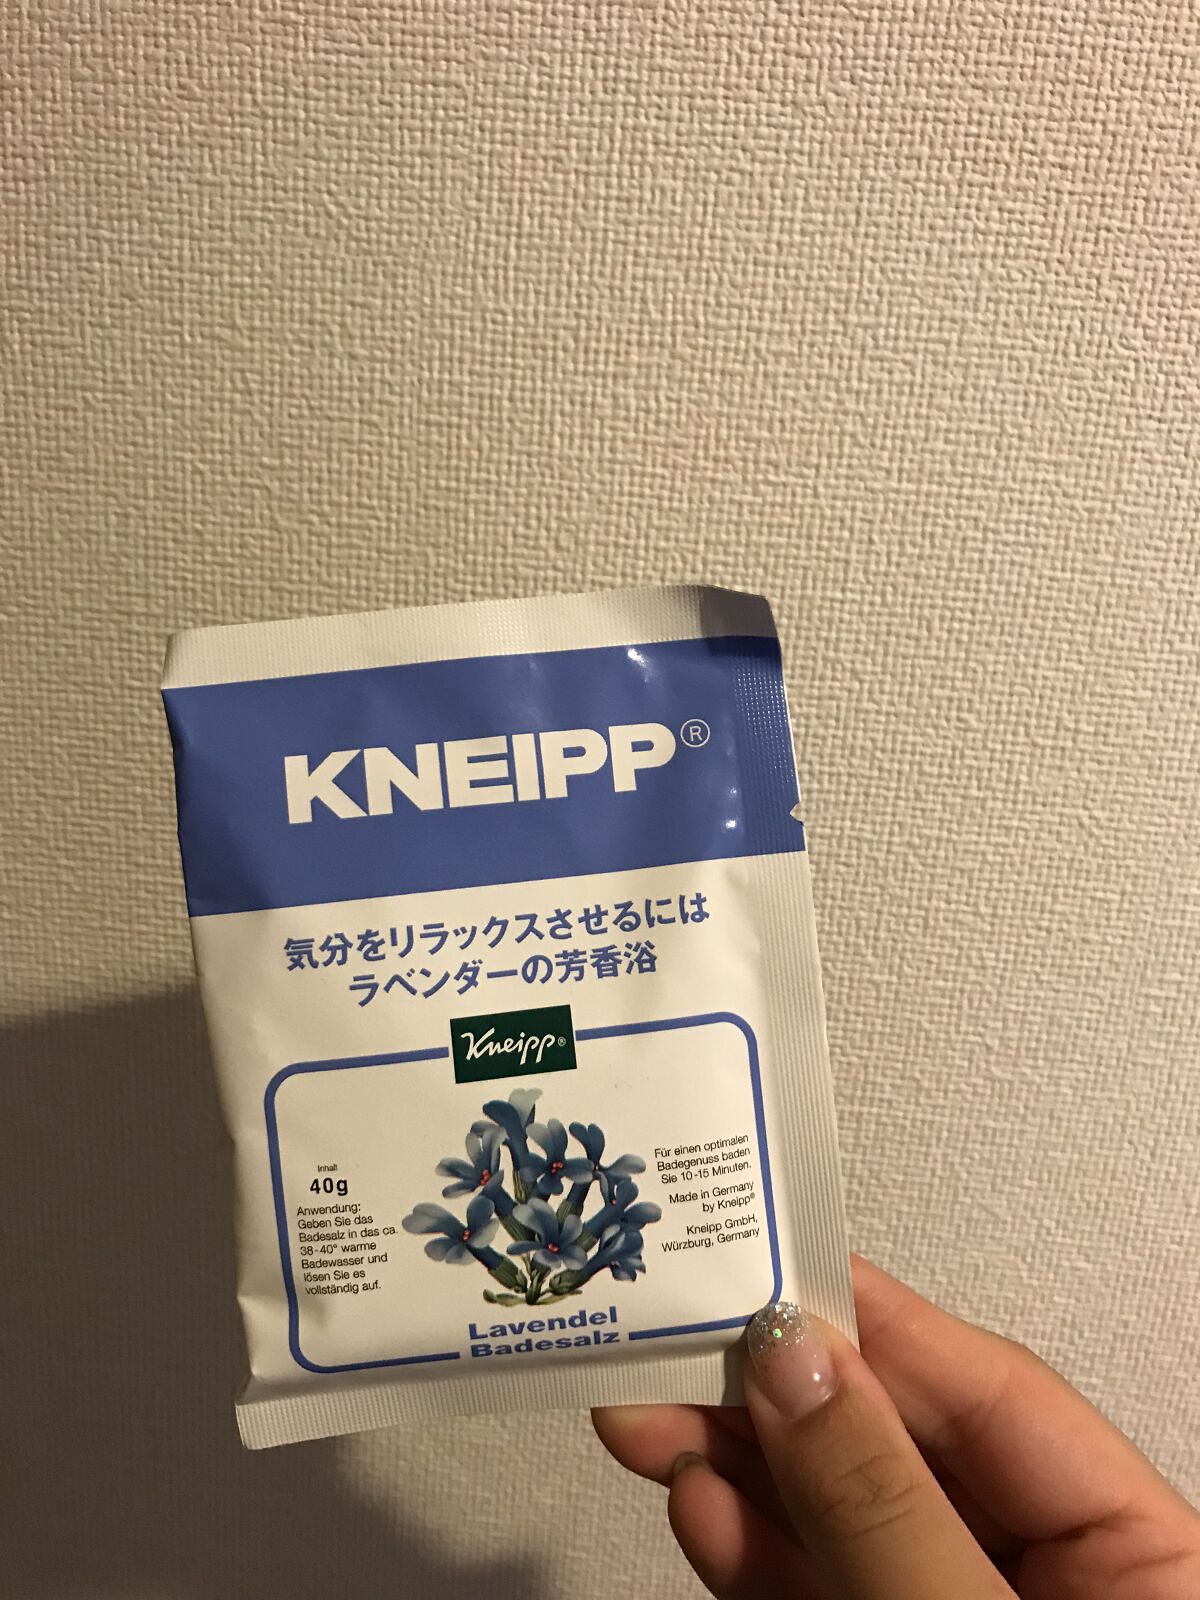 KNEIPP®
気分をリラックスさせるには
ラベンダーの芳香浴
Kneipp®
Inhalt
40g
Anwendung:
Geben Sie das
Badesalz in das ca.
38-40° warme
Badewasser und
lösen Sie es
vollständig auf.
Für einen optimalen
Badegenuss baden
Sie 10-15 Minuten.
Made in Germany
by Kneipp®
Kneipp GmbH,
Würzburg, Germany
Lavendel
Badesalz